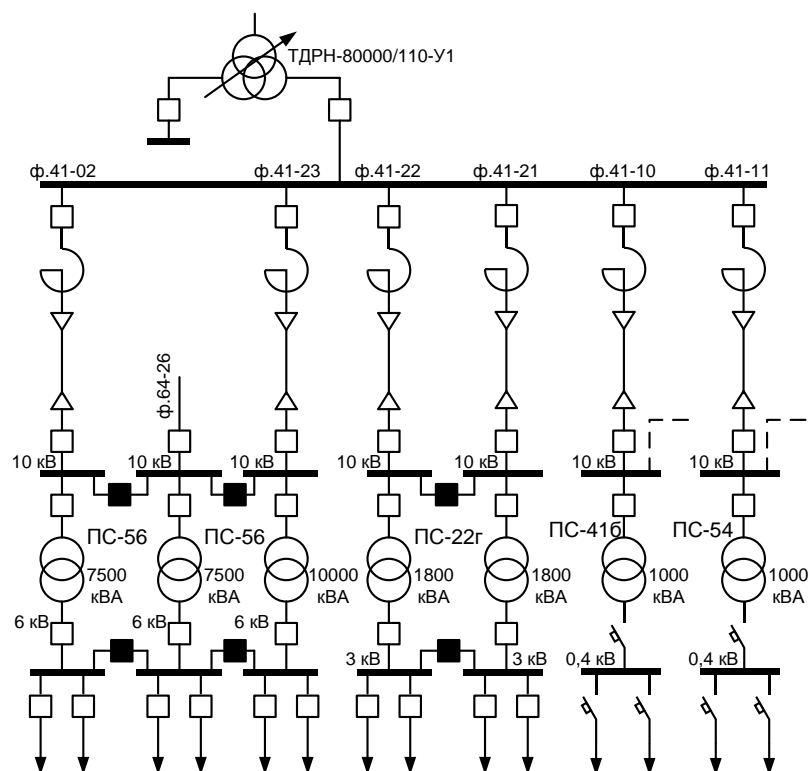 ТДРН-80000/110-У1
ф.41-02
ф.41-23
ф.41-22
ф.41-21
ф.41-10
ф.41-11
ф.64-26
10 кВ
10 кВ
10 кВ
10 кВ
10 кВ
10 кВ
10 кВ
ПС-56
ПС-56
ПС-22г
ПС-41б
ПС-54
7500
кВА
7500
кВА
10000
кВА
1800
кВА
1800
кВА
1000
кВА
1000
кВА
6 кВ
6 кВ
6 кВ
3 кВ
3 кВ
0,4 кВ
0,4 кВ